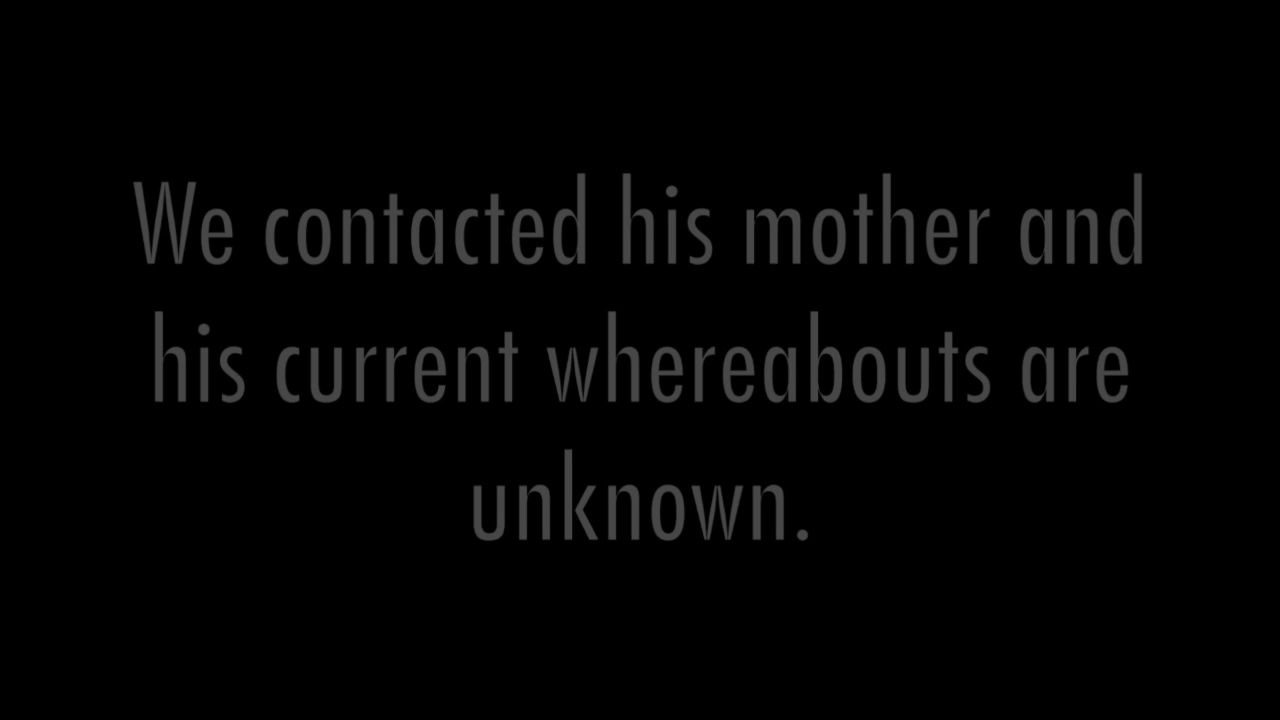 We contacted his mother and
his current whereabouts are
unknown.